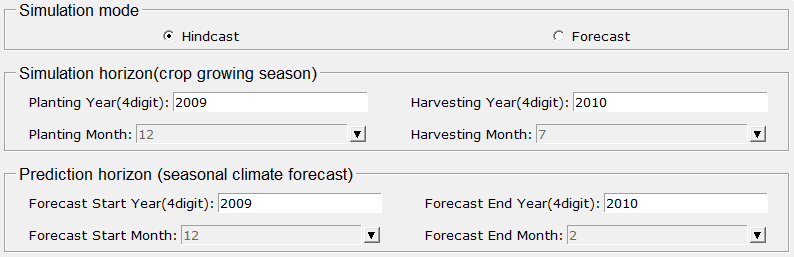 Simulation mode
Hindcast Forecast
Simulation horizon(crop growing season)
Planting Year(4digit): 2009 Harvesting Year(4digit): 2010
Planting Month: 12 Harvesting Month: 7
Prediction horizon (seasonal climate forecast)
Forecast Start Year(4digit): 2009 Forecast End Year(4digit): 2010
Forecast Start Month: 12 Forecast End Month: 2